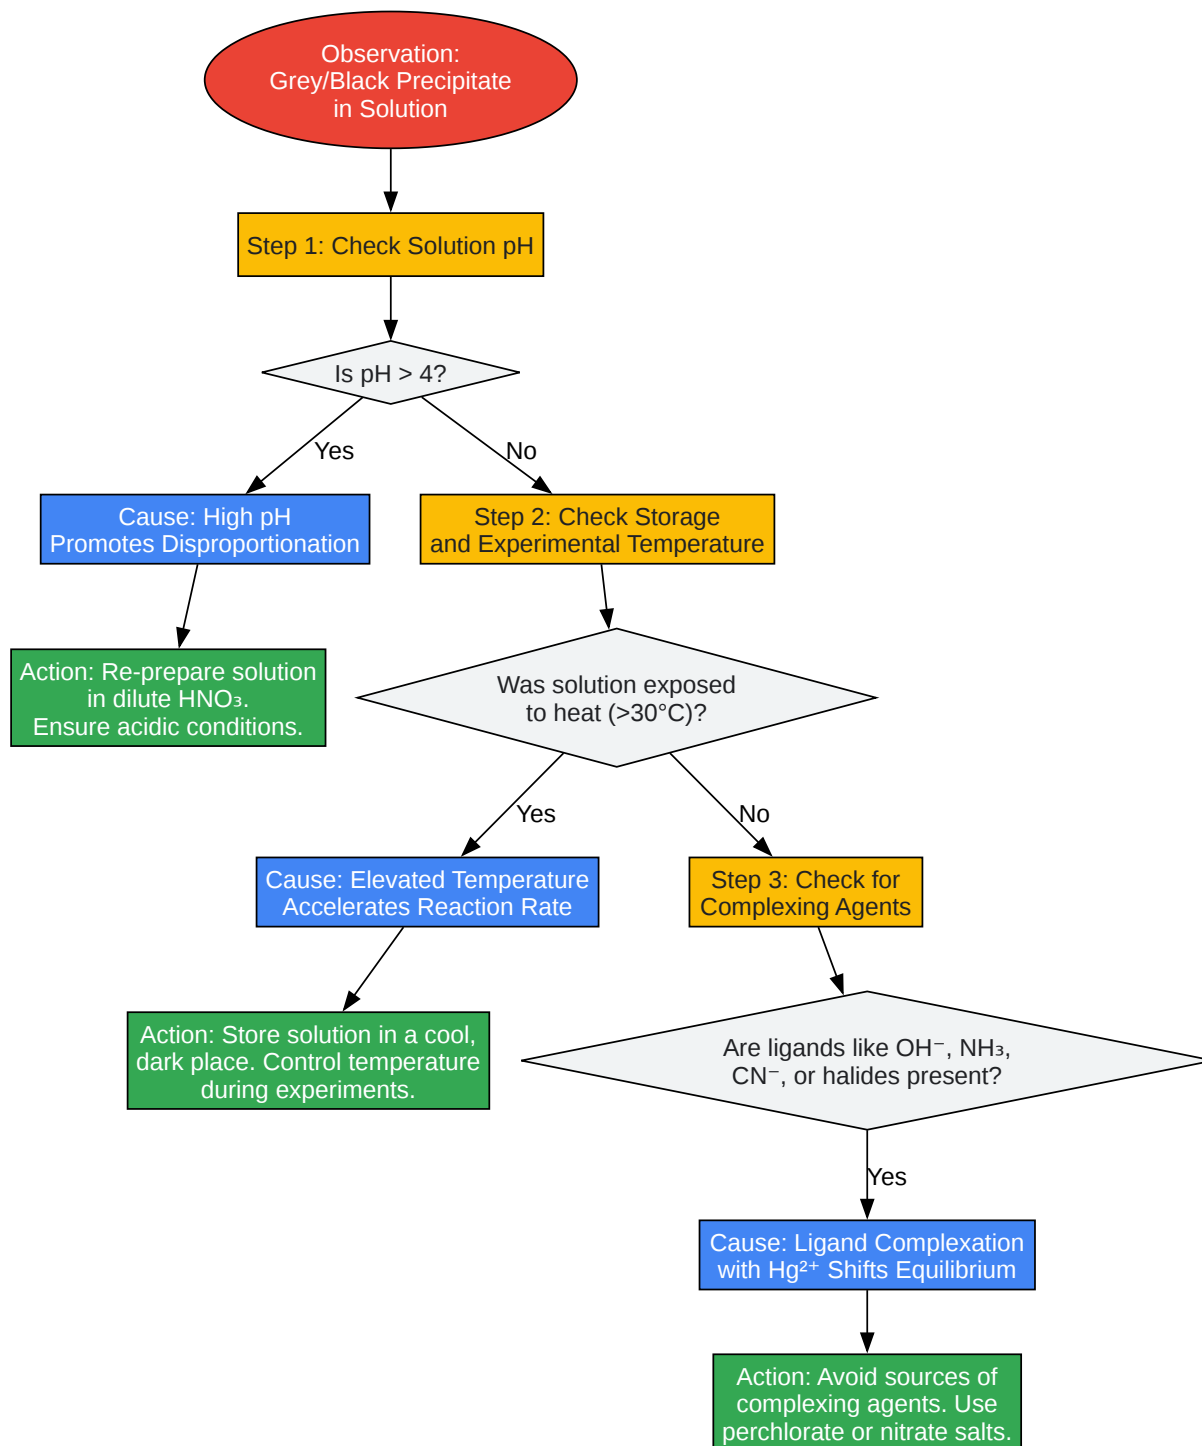 Observation:
Grey/Black Precipitate
in Solution
Step 1: Check Solution pH
Is pH > 4?
Yes
No
Cause: High pH
Promotes Disproportionation
Step 2: Check Storage
and Experimental Temperature
Action: Re-prepare solution
in dilute HNO₃.
Ensure acidic conditions.
Was solution exposed
to heat (>30°C)?
Yes
No
Cause: Elevated Temperature
Accelerates Reaction Rate
Step 3: Check for
Complexing Agents
Action: Store solution in a cool,
dark place. Control temperature
during experiments.
Are ligands like OH⁻, NH₃,
CN⁻, or halides present?
Yes
Cause: Ligand Complexation
with Hg²⁺ Shifts Equilibrium
Action: Avoid sources of
complexing agents. Use
perchlorate or nitrate salts.